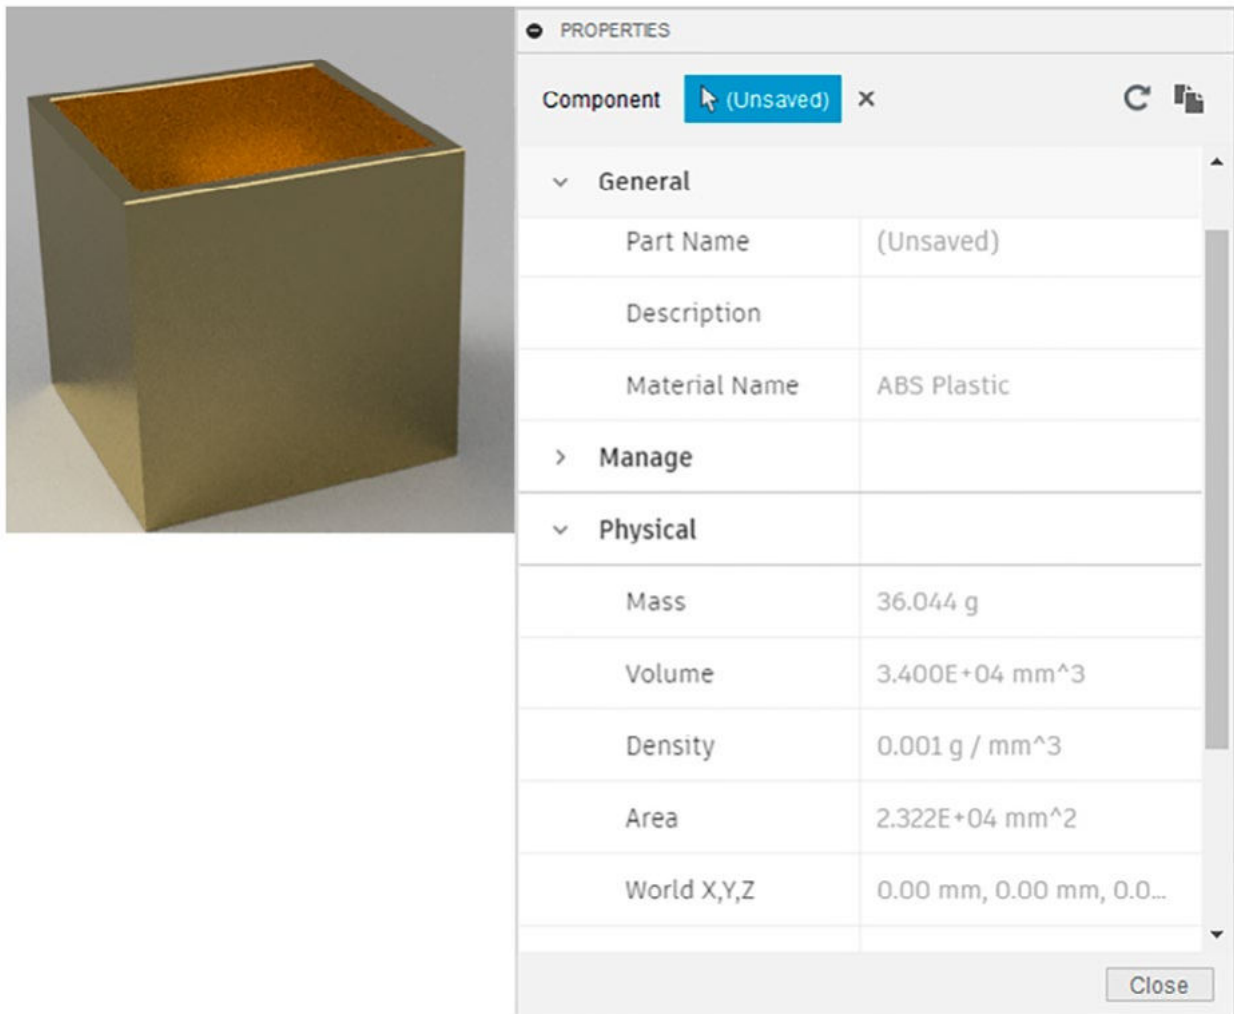 PROPERTIES
Component (Unsaved)
General
Part Name (Unsaved)
Description
Material Name ABS Plastic
Manage
Physical
Mass 36.044 g
Volume 3.400E+04 mm^3
Density 0.001 g / mm^3
Area 2.322E+04 mm^2
World X,Y,Z 0.00 mm, 0.00 mm, 0.0...
Close